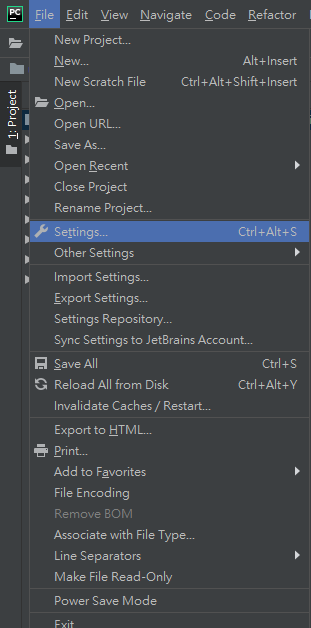 PC File Edit View Navigate Code Refactor
New Project...
New... Alt+Insert
New Scratch File Ctrl+Alt+Shift+Insert
Open...
Open URL...
Save As...
Open Recent
Close Project
Rename Project...
1: Project
Settings... Ctrl+Alt+S
Other Settings
Import Settings...
Export Settings...
Settings Repository...
Sync Settings to JetBrains Account...
Save All Ctrl+S
Reload All from Disk Ctrl+Alt+Y
Invalidate Caches / Restart...
Export to HTML...
Print...
Add to Favorites
File Encoding
Remove BOM
Associate with File Type...
Line Separators
Make File Read-Only
Power Save Mode
Exit